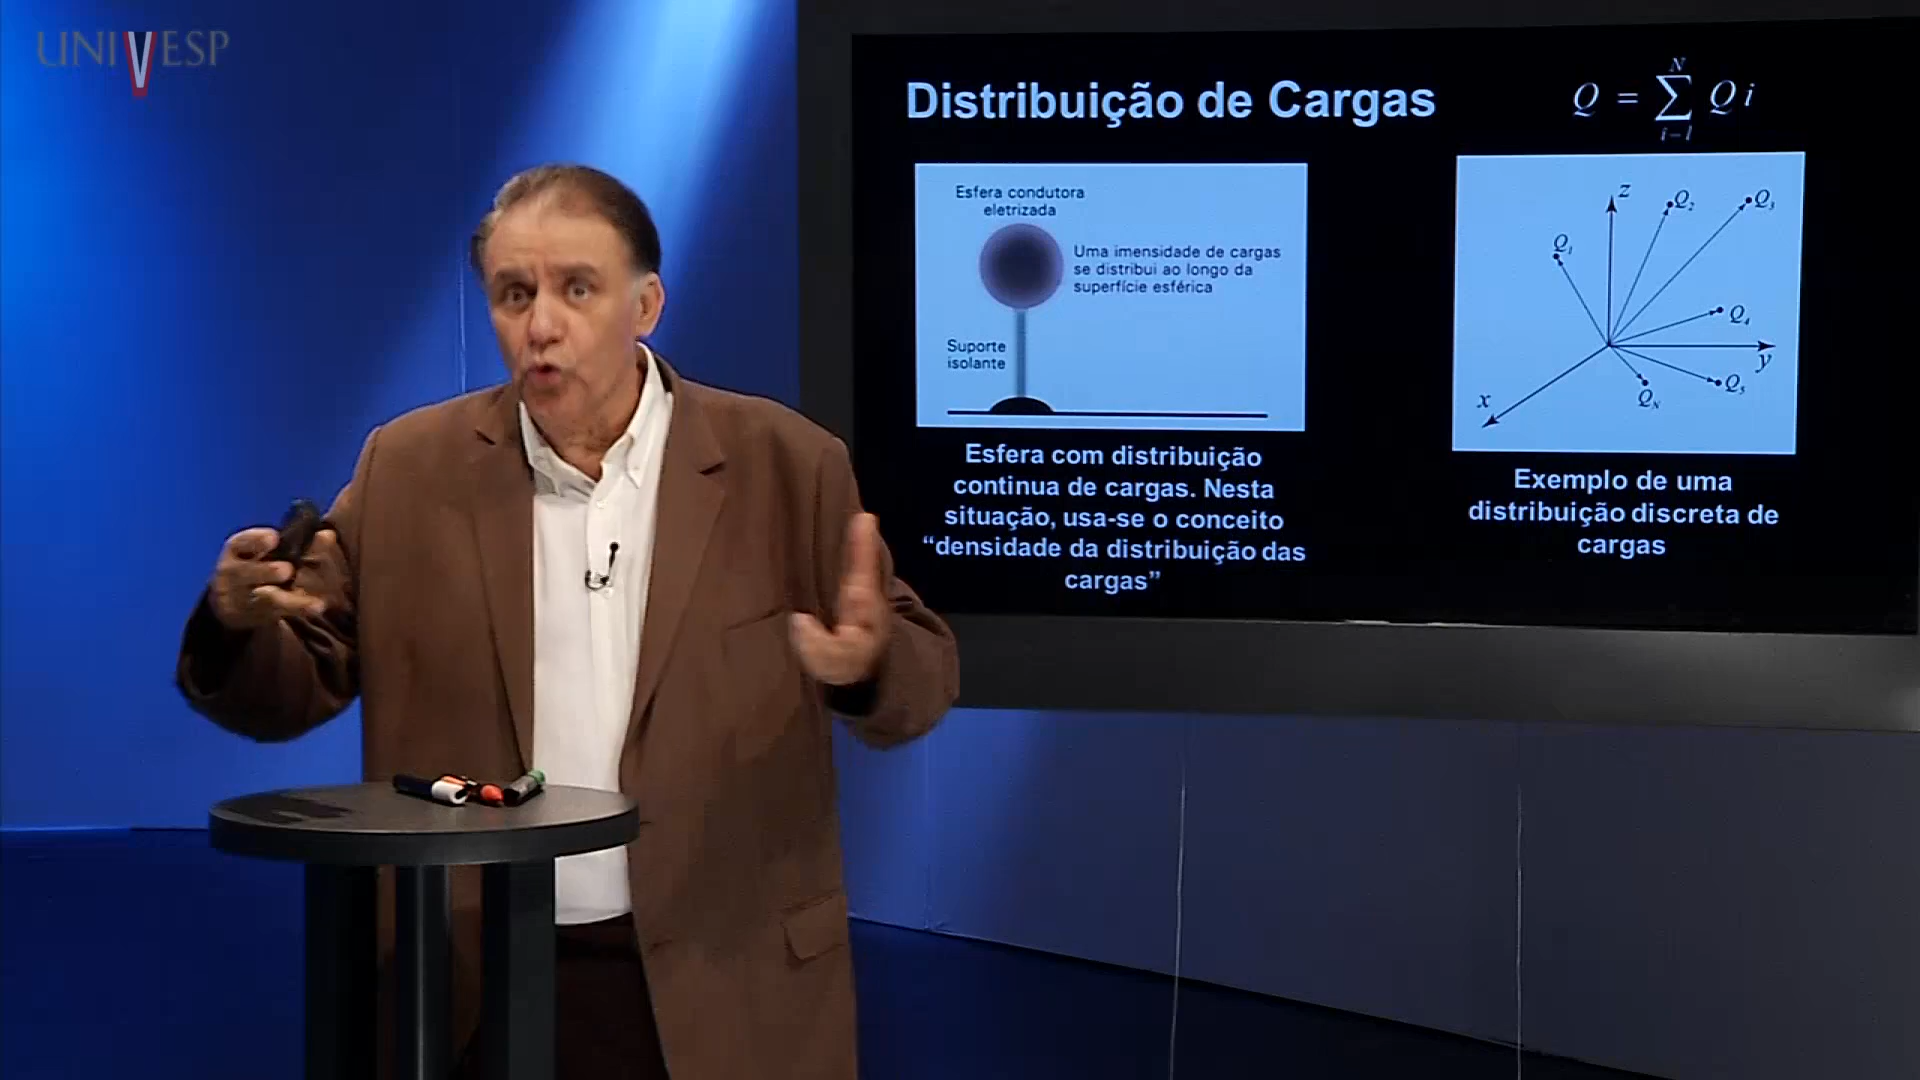 UNIVESP
Distribuição de Cargas
Q = N∑i-1 Q i
Esfera condutora
eletrizada
Uma imensidade de cargas
se distribui ao longo da
superfície esférica
Suporte
isolante
Esfera com distribuição
continua de cargas. Nesta
situação, usa-se o conceito
“densidade da distribuição das
cargas”
z
Q2
Q3
Q1
Q4
y
Q5
QN
x
Exemplo de uma
distribuição discreta de
cargas